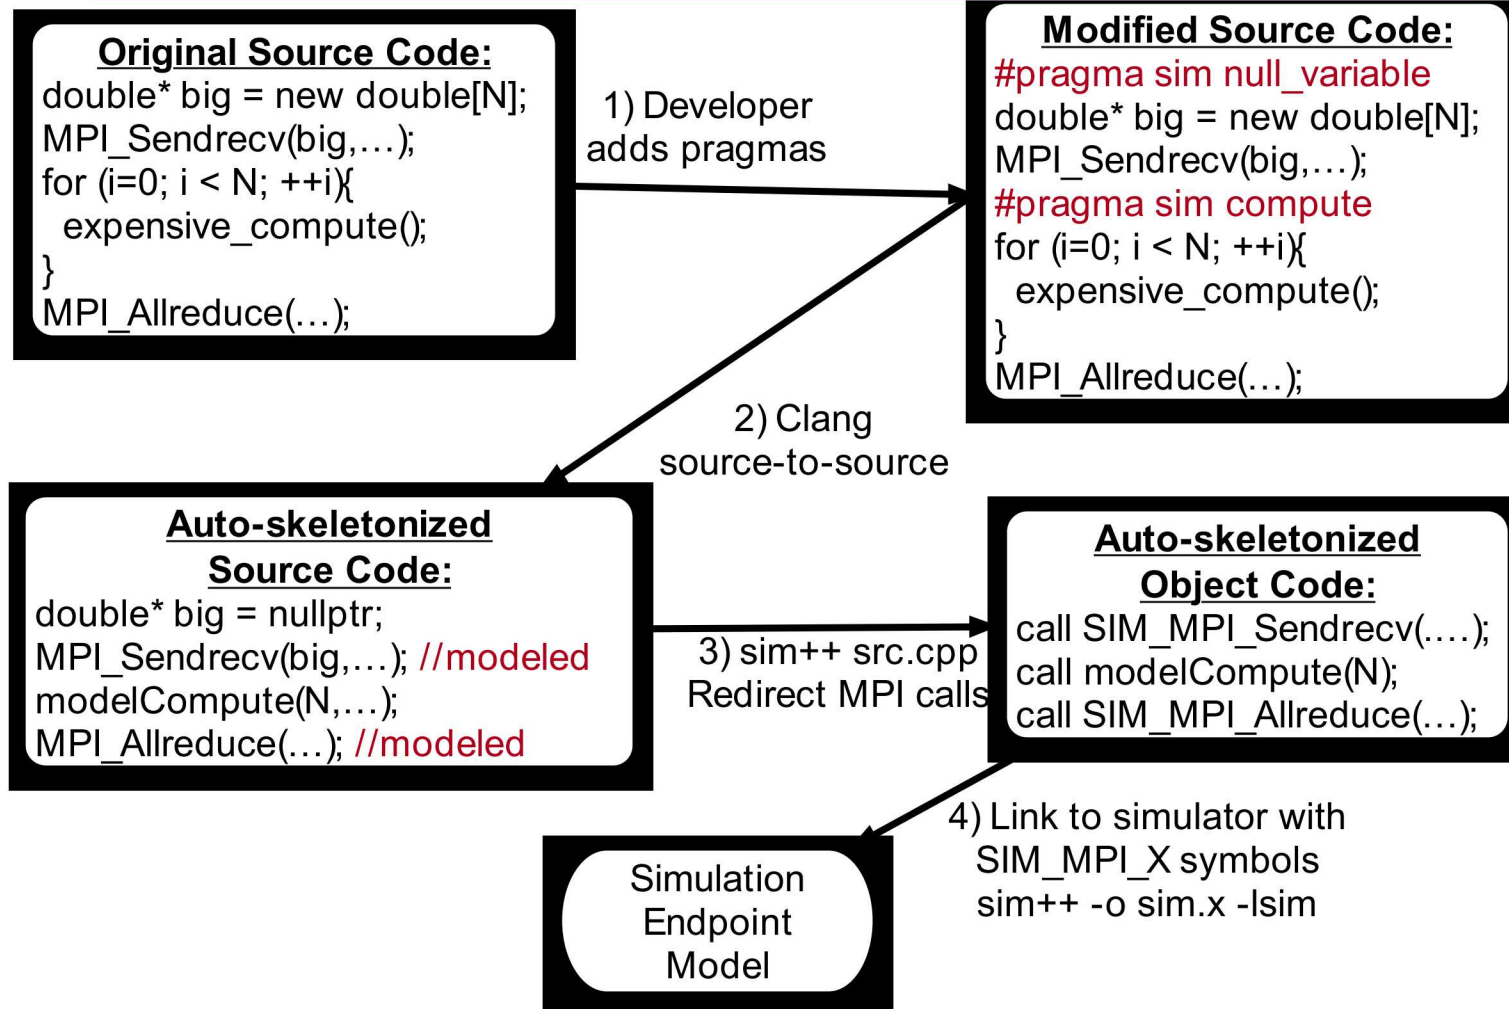 Original Source Code:
double* big = new double[N];
MPI_Sendrecv(big,...);
for (i=0; i < N; ++i){
expensive_compute();
}
MPI_Allreduce(...);
1) Developer
adds pragmas
Modified Source Code:
#pragma sim null_variable
double* big = new double[N];
MPI_Sendrecv(big,...);
#pragma sim compute
for (i=0; i < N; ++i){
expensive_compute();
}
MPI_Allreduce(...);
2) Clang
source-to-source
Auto-skeletonized
Source Code:
double* big = nullptr;
MPI_Sendrecv(big,...); //modeled
modelCompute(N,...);
MPI_Allreduce(...); //modeled
3) sim++ src.cpp
Redirect MPI calls
Auto-skeletonized
Object Code:
call SIM_MPI_Sendrecv(....);
call modelCompute(N);
call SIM_MPI_Allreduce(...);
4) Link to simulator with
SIM_MPI_X symbols
sim++ -o sim.x -lsim
Simulation
Endpoint
Model